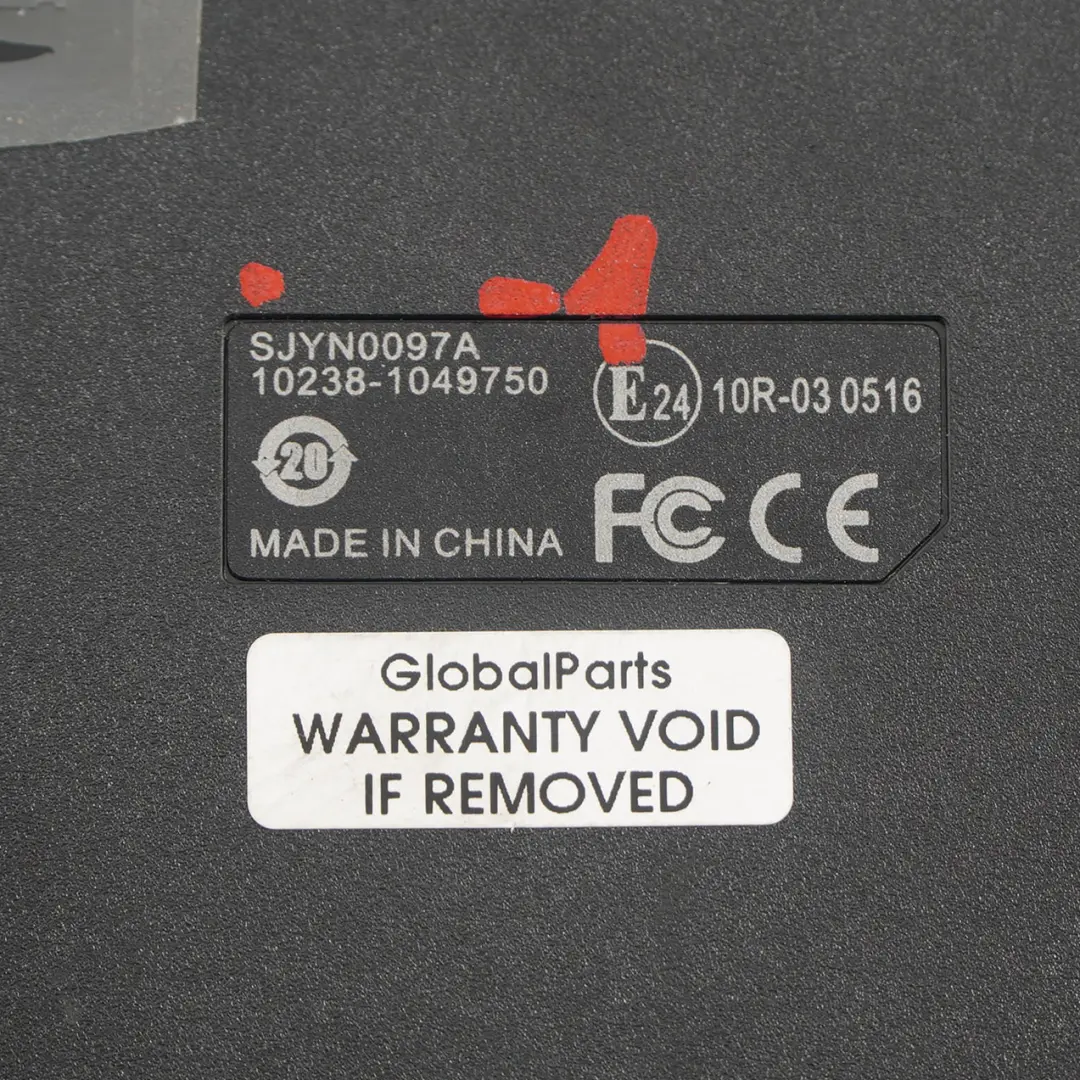 SJYN0097A
10238-1049750
E24 10R-03 0516
20
FC CE
MADE IN CHINA
GlobalParts
WARRANTY VOID
IF REMOVED